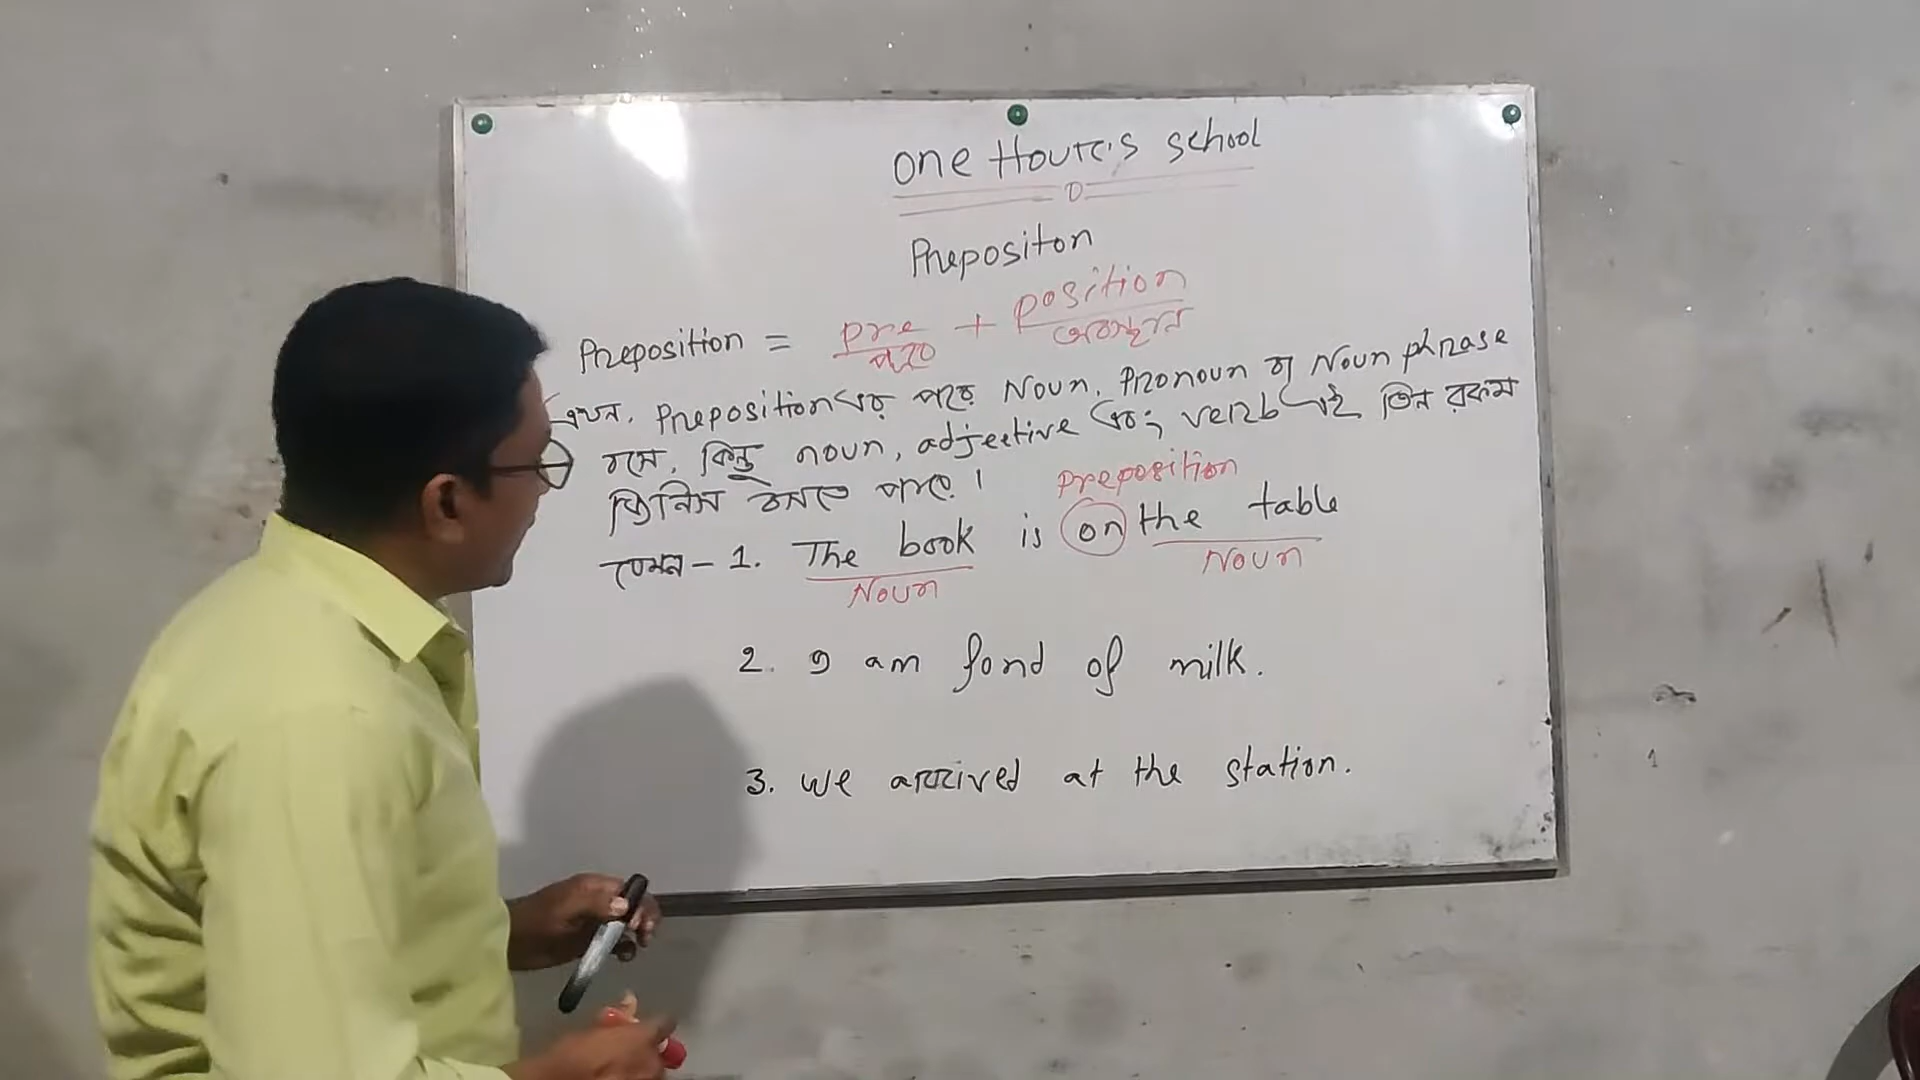 One Hour's school
Prepositon
Preposition = pre + position
অবস্থান
এখন, Preposition এর পরে Noun, Pronoun বা Noun phrase
বসে, কিন্তু noun, adjective এবং verb এই তিন রকম
জিনিস বসতে পারে।
Preposition
যেমন- 1. The book is on the table
Noun Noun
2. I am fond of milk.
3. we arrived at the station.